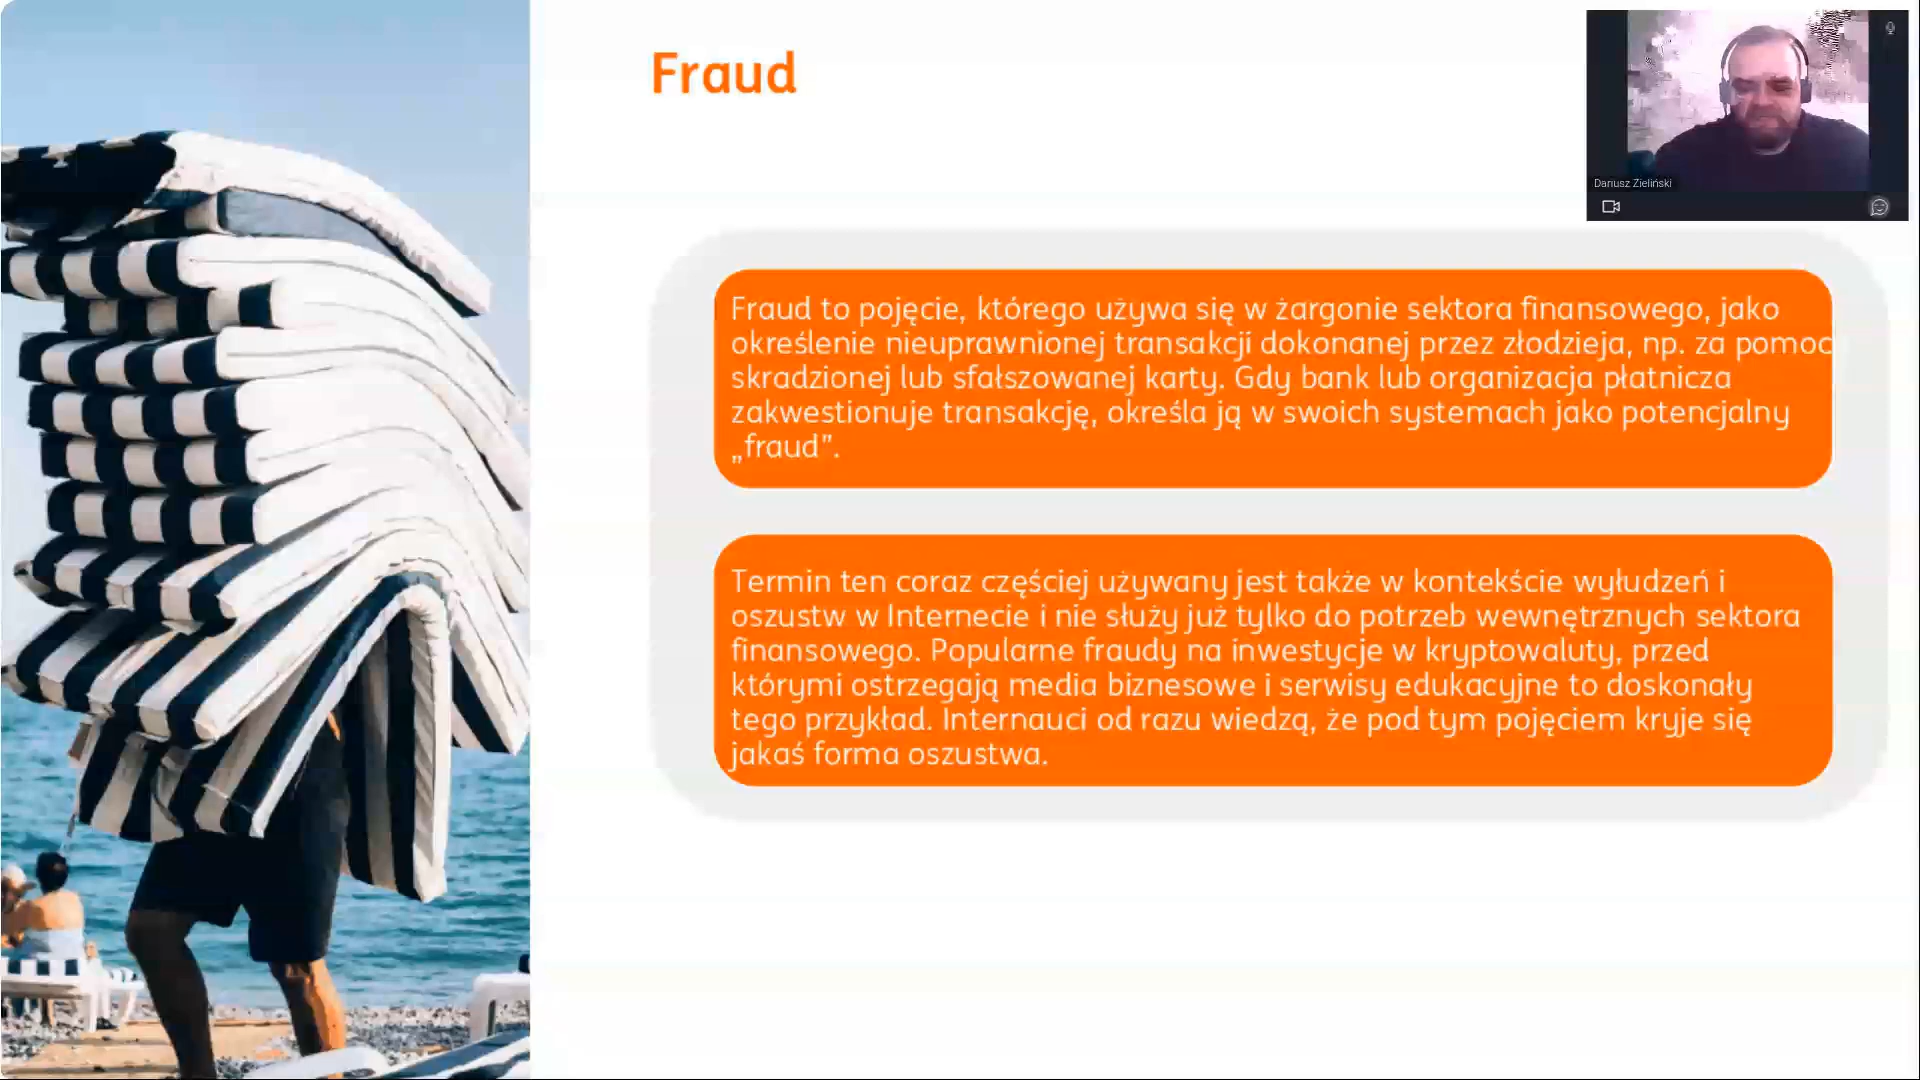 Fraud
Dariusz Zieliński
Fraud to pojęcie, którego używa się w żargonie sektora finansowego, jako
określenie nieuprawnionej transakcji dokonanej przez złodzieja, np. za pomoc
skradzionej lub sfałszowanej karty. Gdy bank lub organizacja płatnicza
zakwestionuje transakcję, określa ją w swoich systemach jako potencjalny
„fraud”.
Termin ten coraz częściej używany jest także w kontekście wyłudzeń i
oszustw w Internecie i nie służy już tylko do potrzeb wewnętrznych sektora
finansowego. Popularne fraudy na inwestycje w kryptowaluty, przed
którymi ostrzegają media biznesowe i serwisy edukacyjne to doskonały
tego przykład. Internauci od razu wiedzą, że pod tym pojęciem kryje się
jakaś forma oszustwa.